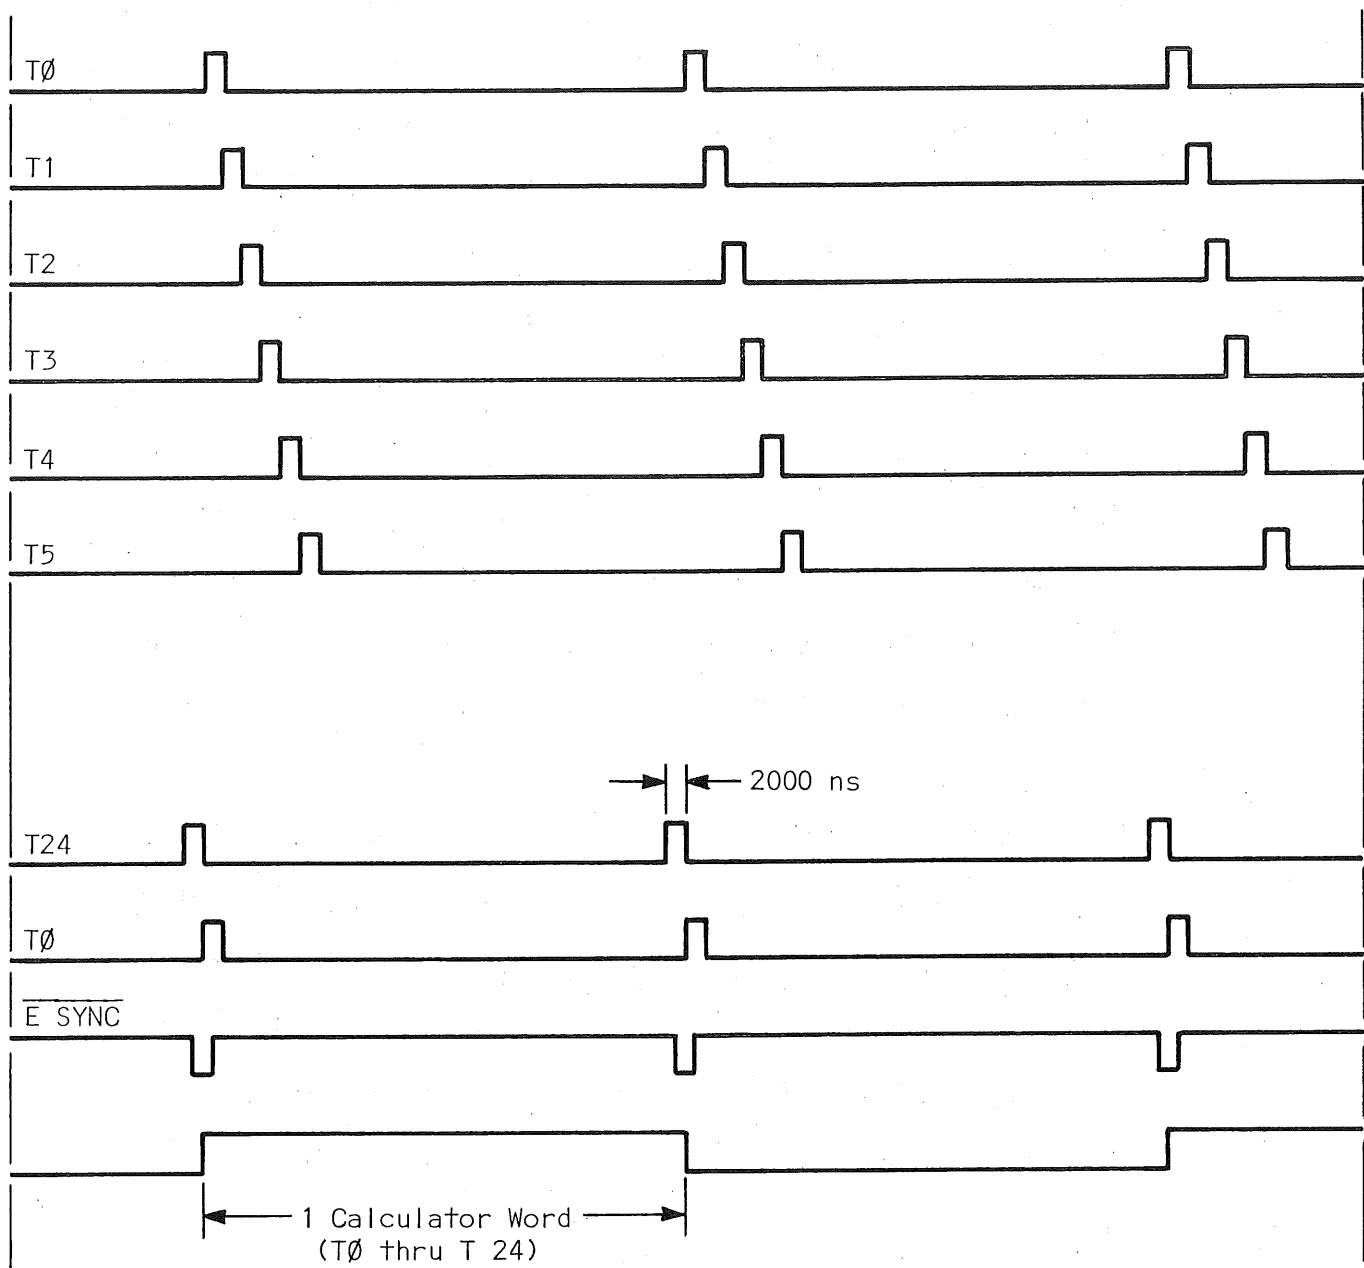 TØ
T1
T2
T3
T4
T5
2000 ns
T24
TØ
E SYNC
1 Calculator Word
(TØ thru T 24)